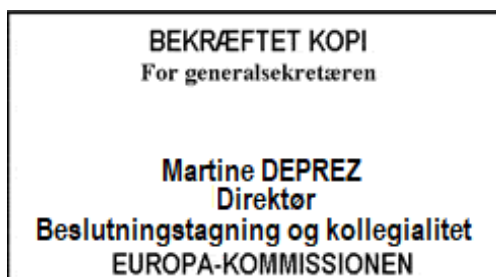 BEKRÆFTET KOPI
For generalsekretæren
Martine DEPREZ
Direktør
Beslutningstagning og kollegialitet
EUROPA-KOMMISSIONEN